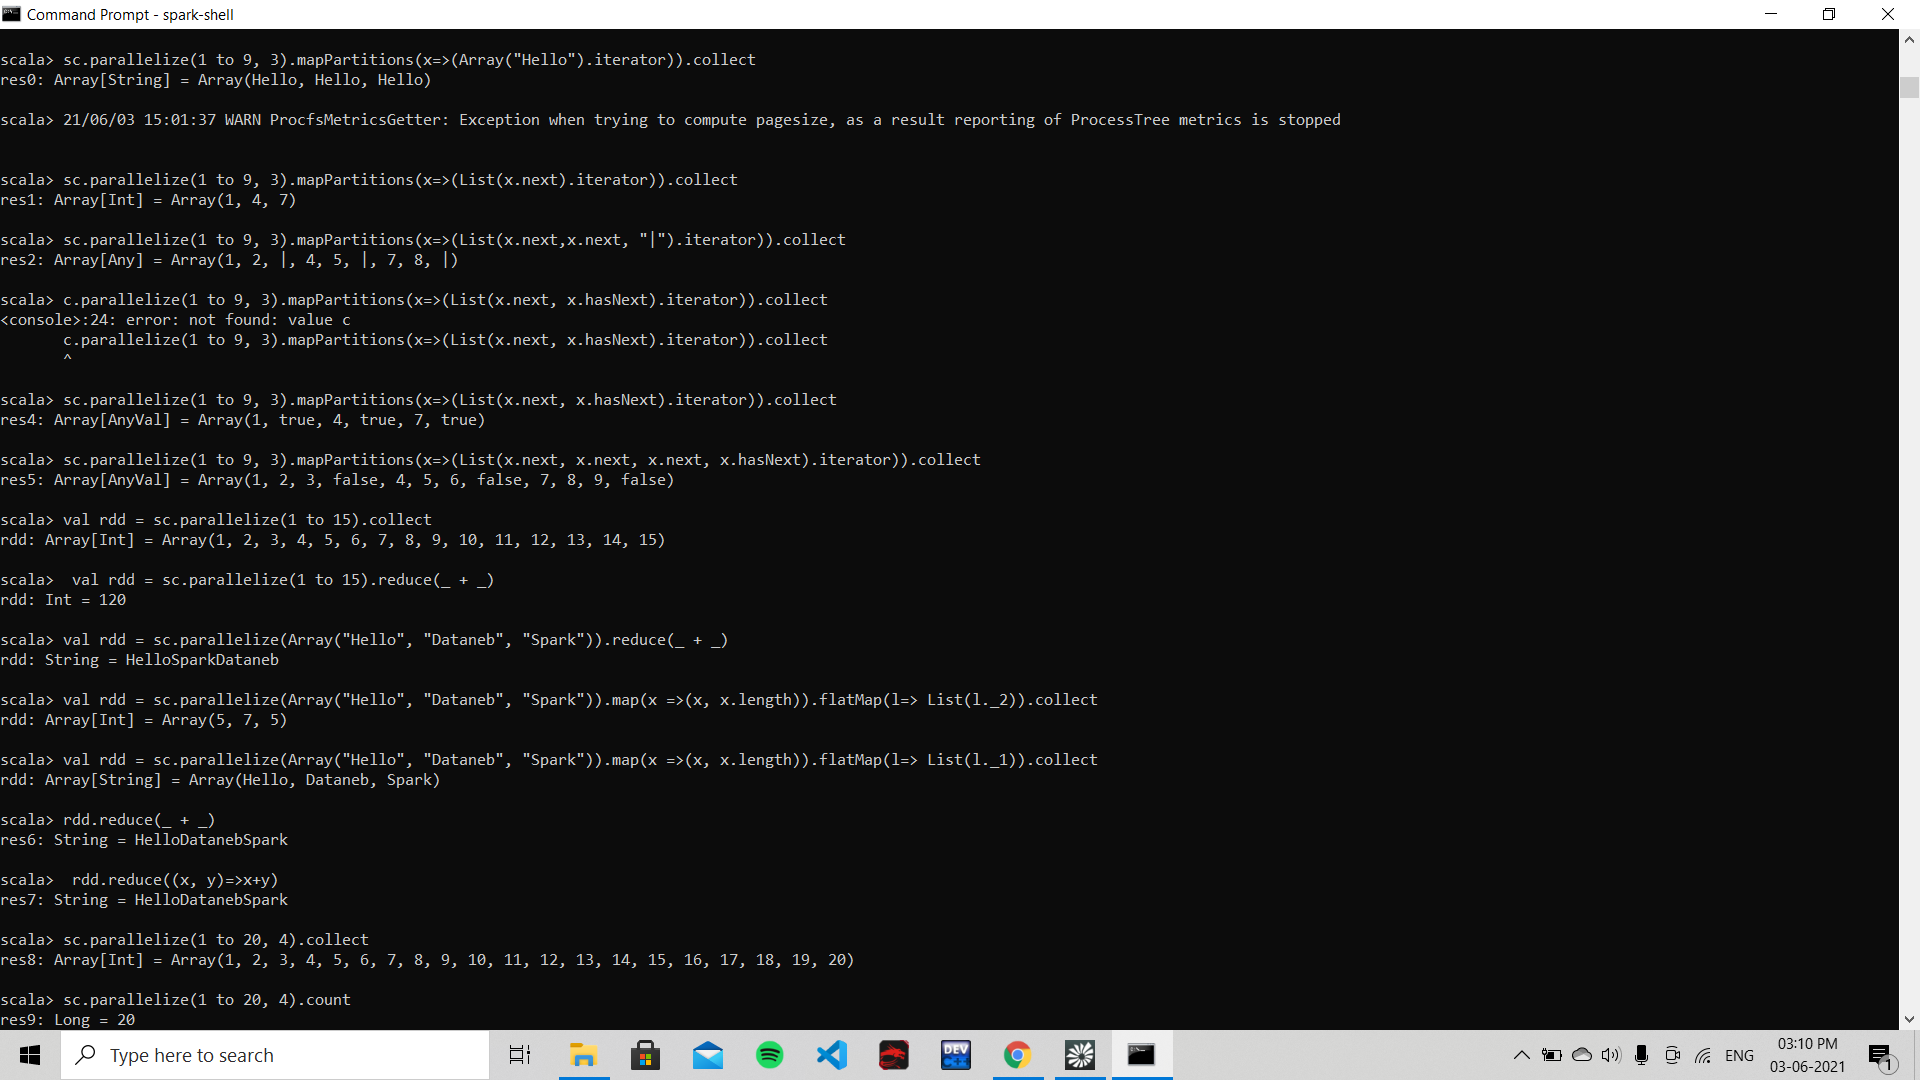 Command Prompt - spark-shell
scala> sc.parallelize(1 to 9, 3).mapPartitions(x=>(Array("Hello").iterator)).collect
res0: Array[String] = Array(Hello, Hello, Hello)
scala> 21/06/03 15:01:37 WARN ProcfsMetricsGetter: Exception when trying to compute pagesize, as a result reporting of ProcessTree metrics is stopped
scala> sc.parallelize(1 to 9, 3).mapPartitions(x=>(List(x.next).iterator)).collect
res1: Array[Int] = Array(1, 4, 7)
scala> sc.parallelize(1 to 9, 3).mapPartitions(x=>(List(x.next,x.next, "|").iterator)).collect
res2: Array[Any] = Array(1, 2, |, 4, 5, |, 7, 8, |)
scala> c.parallelize(1 to 9, 3).mapPartitions(x=>(List(x.next, x.hasNext).iterator)).collect
<console>:24: error: not found: value c
       c.parallelize(1 to 9, 3).mapPartitions(x=>(List(x.next, x.hasNext).iterator)).collect
       ^
scala> sc.parallelize(1 to 9, 3).mapPartitions(x=>(List(x.next, x.hasNext).iterator)).collect
res4: Array[AnyVal] = Array(1, true, 4, true, 7, true)
scala> sc.parallelize(1 to 9, 3).mapPartitions(x=>(List(x.next, x.next, x.next, x.hasNext).iterator)).collect
res5: Array[AnyVal] = Array(1, 2, 3, false, 4, 5, 6, false, 7, 8, 9, false)
scala> val rdd = sc.parallelize(1 to 15).collect
rdd: Array[Int] = Array(1, 2, 3, 4, 5, 6, 7, 8, 9, 10, 11, 12, 13, 14, 15)
scala>  val rdd = sc.parallelize(1 to 15).reduce(_ + _)
rdd: Int = 120
scala> val rdd = sc.parallelize(Array("Hello", "Dataneb", "Spark")).reduce(_ + _)
rdd: String = HelloSparkDataneb
scala> val rdd = sc.parallelize(Array("Hello", "Dataneb", "Spark")).map(x =>(x, x.length)).flatMap(l=> List(l._2)).collect
rdd: Array[Int] = Array(5, 7, 5)
scala> val rdd = sc.parallelize(Array("Hello", "Dataneb", "Spark")).map(x =>(x, x.length)).flatMap(l=> List(l._1)).collect
rdd: Array[String] = Array(Hello, Dataneb, Spark)
scala> rdd.reduce(_ + _)
res6: String = HelloDatanebSpark
scala>  rdd.reduce((x, y)=>x+y)
res7: String = HelloDatanebSpark
scala> sc.parallelize(1 to 20, 4).collect
res8: Array[Int] = Array(1, 2, 3, 4, 5, 6, 7, 8, 9, 10, 11, 12, 13, 14, 15, 16, 17, 18, 19, 20)
scala> sc.parallelize(1 to 20, 4).count
res9: Long = 20
Type here to search
DEV
C++
ENG
03:10 PM
03-06-2021
1